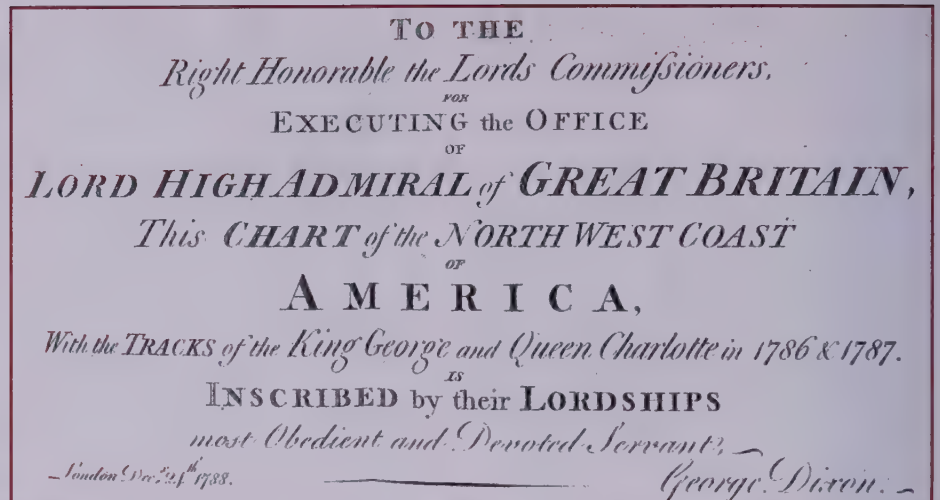 TO THE
Right Honorable the Lords Commiſsioners,
FOR
EXECUTING the OFFICE
OF
LORD HIGH ADMIRAL of GREAT BRITAIN,
This CHART of the NORTH WEST COAST
OF
AMERICA,
With the TRACKS of the King George and Queen Charlotte in 1786 & 1787.
IS
INSCRIBED by their LORDSHIPS
most Obedient and Devoted Servant,
London Decr. 24th 1788.
George Dixon.